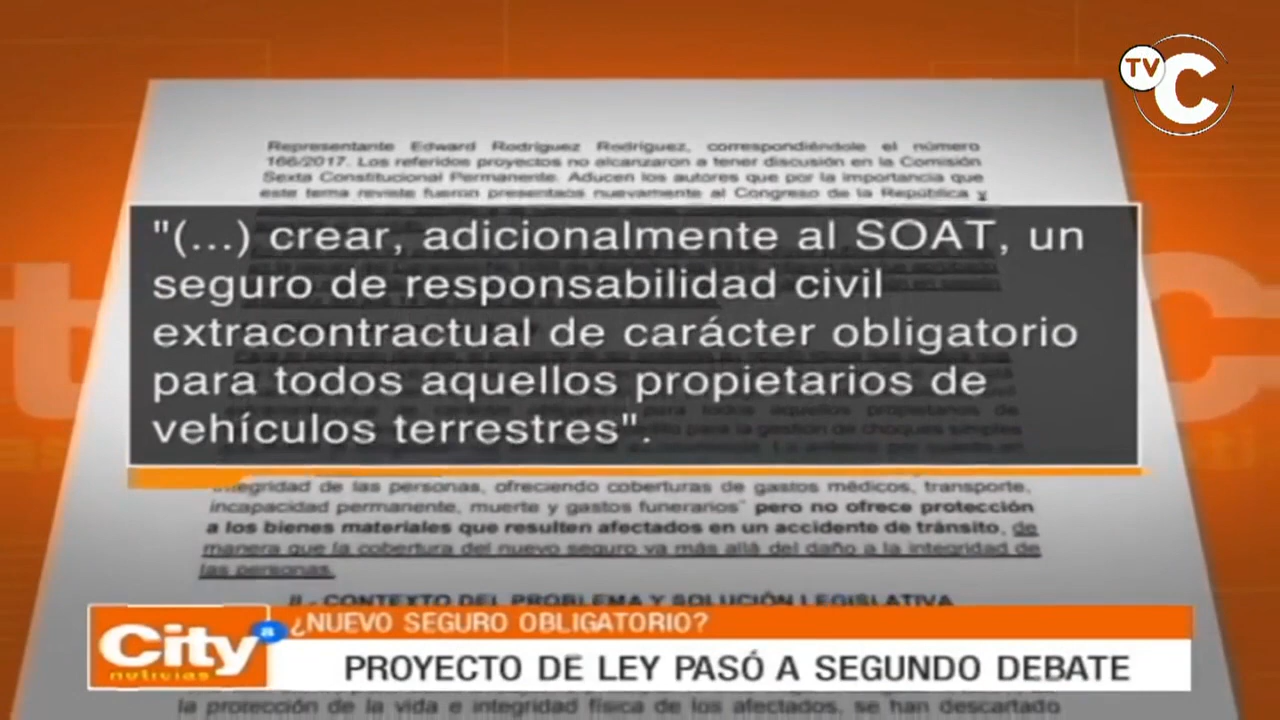 TV C
Representante Edward Rodríguez Rodríguez, correspondiéndole el número
166/2017. Los referidos proyectos no alcanzaron a tener discusión en la Comisión
Sexta Constitucional Permanente. Aducen los autores que por la importancia que
este tema reviste fueron presentaos nuevamente al Congreso de la República y
"(...) crear, adicionalmente al SOAT, un
seguro de responsabilidad civil
extracontractual de carácter obligatorio
para todos aquellos propietarios de
vehículos terrestres".
integridad de las personas, ofreciendo coberturas de gastos médicos, transporte,
incapacidad permanente, muerte y gastos funerarios" pero no ofrece protección
a los bienes materiales que resulten afectados en un accidente de tránsito, de
manera que la cobertura del nuevo seguro va más allá del daño a la integridad de
las personas.
II - CONTEXTO DEL PROBLEMA Y SOLUCIÓN LEGISLATIVA
¿NUEVO SEGURO OBLIGATORIO?
City
noticias
PROYECTO DE LEY PASÓ A SEGUNDO DEBATE
la protección de la vida e integridad física de los afectados, se han descartado